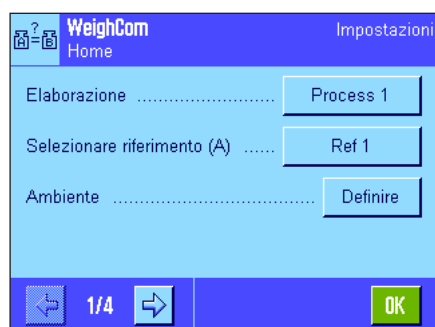 A?=B WeighCom Impostazioni
Home
Elaborazione ........................ Process 1
Selezionare riferimento (A) ...... Ref 1
Ambiente ................................... Definire
1/4 OK